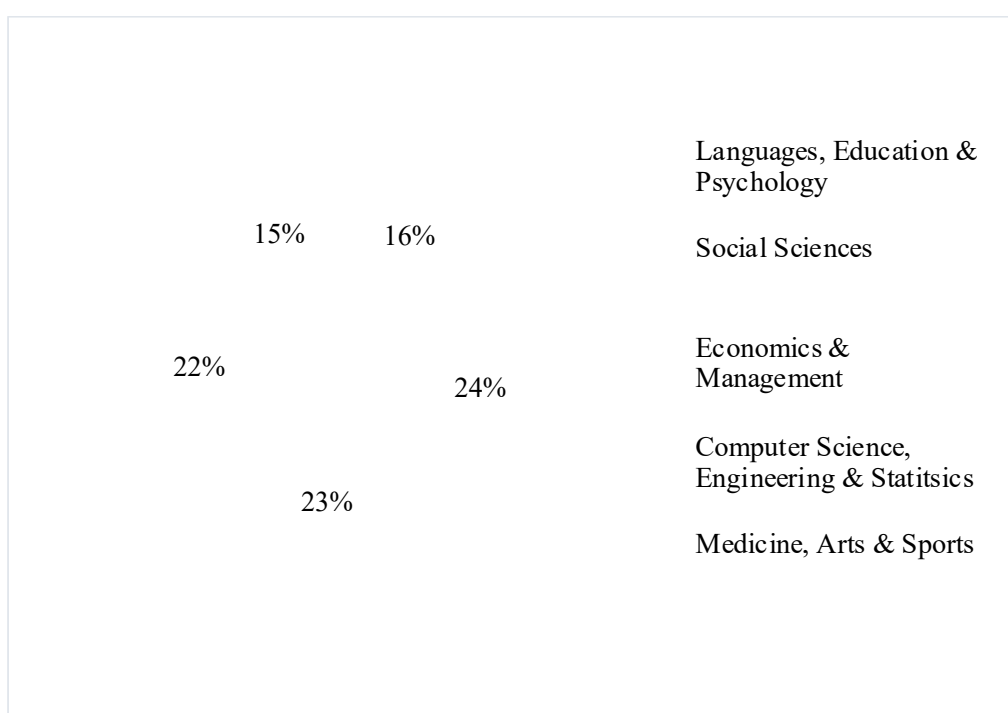 Languages, Education &
Psychology
15%
16%
Social Sciences
Economics &
Management
22%
24%
Computer Science,
Engineering & Statitsics
23%
Medicine, Arts & Sports